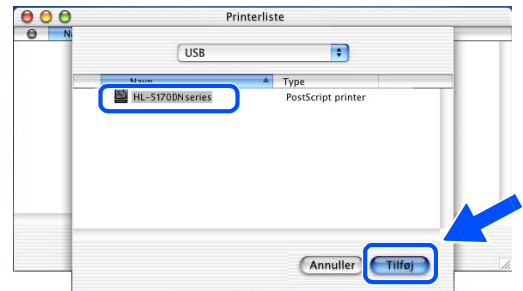 Printerliste
N
USB
Navn Type
HL-5170DN series PostScript printer
Annuller Tilføj